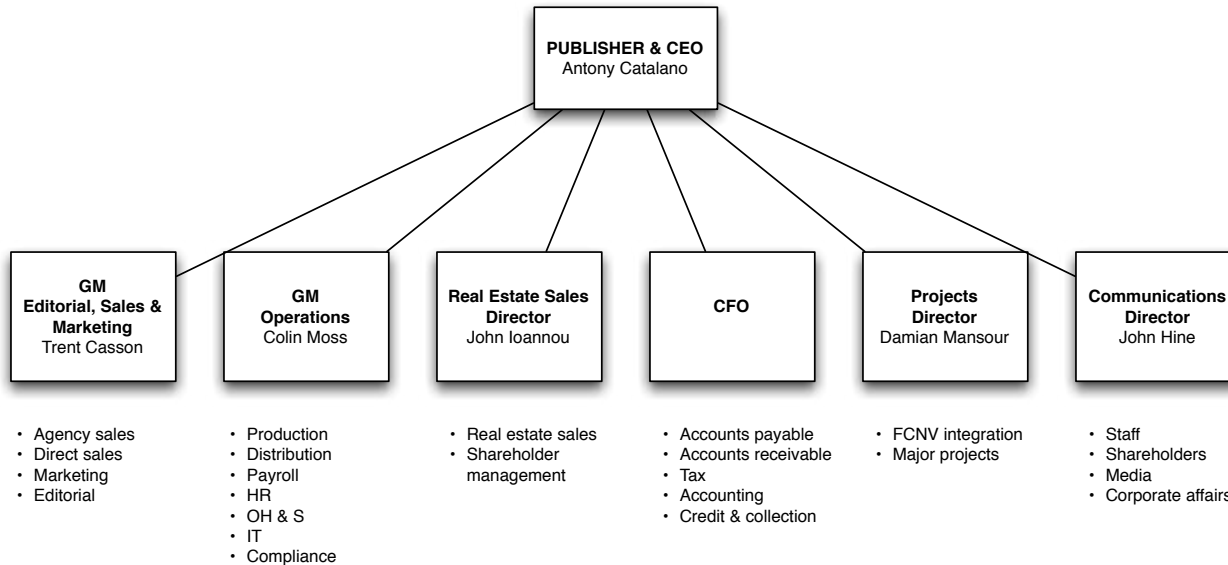 PUBLISHER & CEO
Antony Catalano
GM
Editorial, Sales &
Marketing
Trent Casson
GM
Operations
Colin Moss
Real Estate Sales
Director
John Ioannou
CFO
Projects
Director
Damian Mansour
Communications
Director
John Hine
• Agency sales
• Direct sales
• Marketing
• Editorial
• Production
• Distribution
• Payroll
• HR
• OH & S
• IT
• Compliance
• Real estate sales
• Shareholder
management
• Accounts payable
• Accounts receivable
• Tax
• Accounting
• Credit & collection
• FCNV integration
• Major projects
• Staff
• Shareholders
• Media
• Corporate affairs